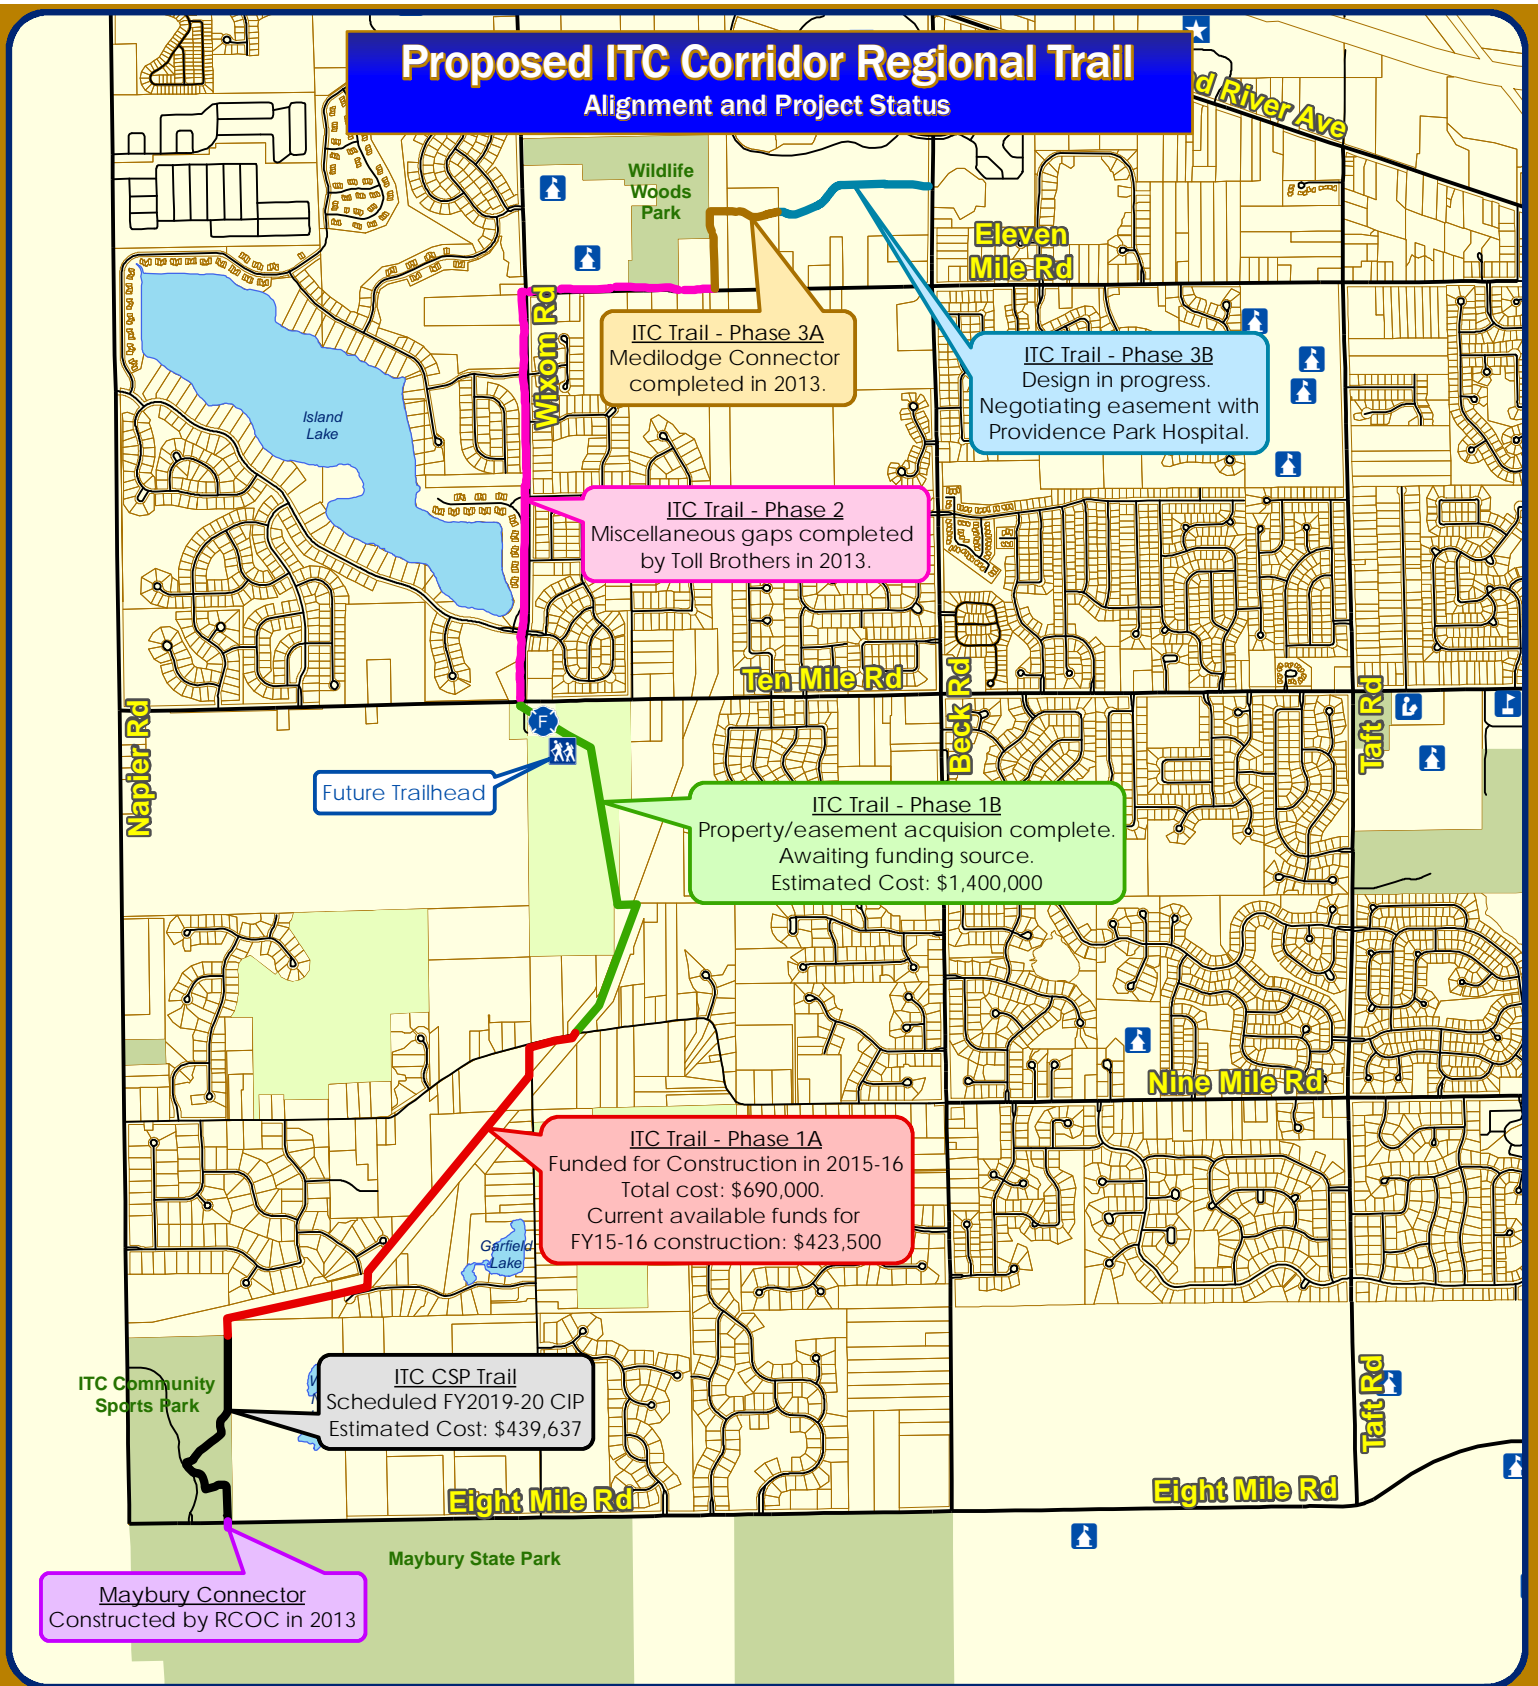 Proposed ITC Corridor Regional Trail
Alignment and Project Status
d River Ave
Wildlife
Woods
Park
Eleven
Mile Rd
Wixom Rd
ITC Trail - Phase 3A
Medilodge Connector
completed in 2013.
ITC Trail - Phase 3B
Design in progress.
Negotiating easement with
Providence Park Hospital.
Island
Lake
ITC Trail - Phase 2
Miscellaneous gaps completed
by Toll Brothers in 2013.
Ten Mile Rd
Beck Rd
Taft Rd
Napier Rd
F
Future Trailhead
ITC Trail - Phase 1B
Property/easement acquision complete.
Awaiting funding source.
Estimated Cost: $1,400,000
Nine Mile Rd
ITC Trail - Phase 1A
Funded for Construction in 2015-16
Total cost: $690,000.
Current available funds for
FY15-16 construction: $423,500
Garfield
Lake
ITC Community
Sports Park
ITC CSP Trail
Scheduled FY2019-20 CIP
Estimated Cost: $439,637
Taft Rd
Eight Mile Rd
Eight Mile Rd
Maybury State Park
Maybury Connector
Constructed by RCOC in 2013